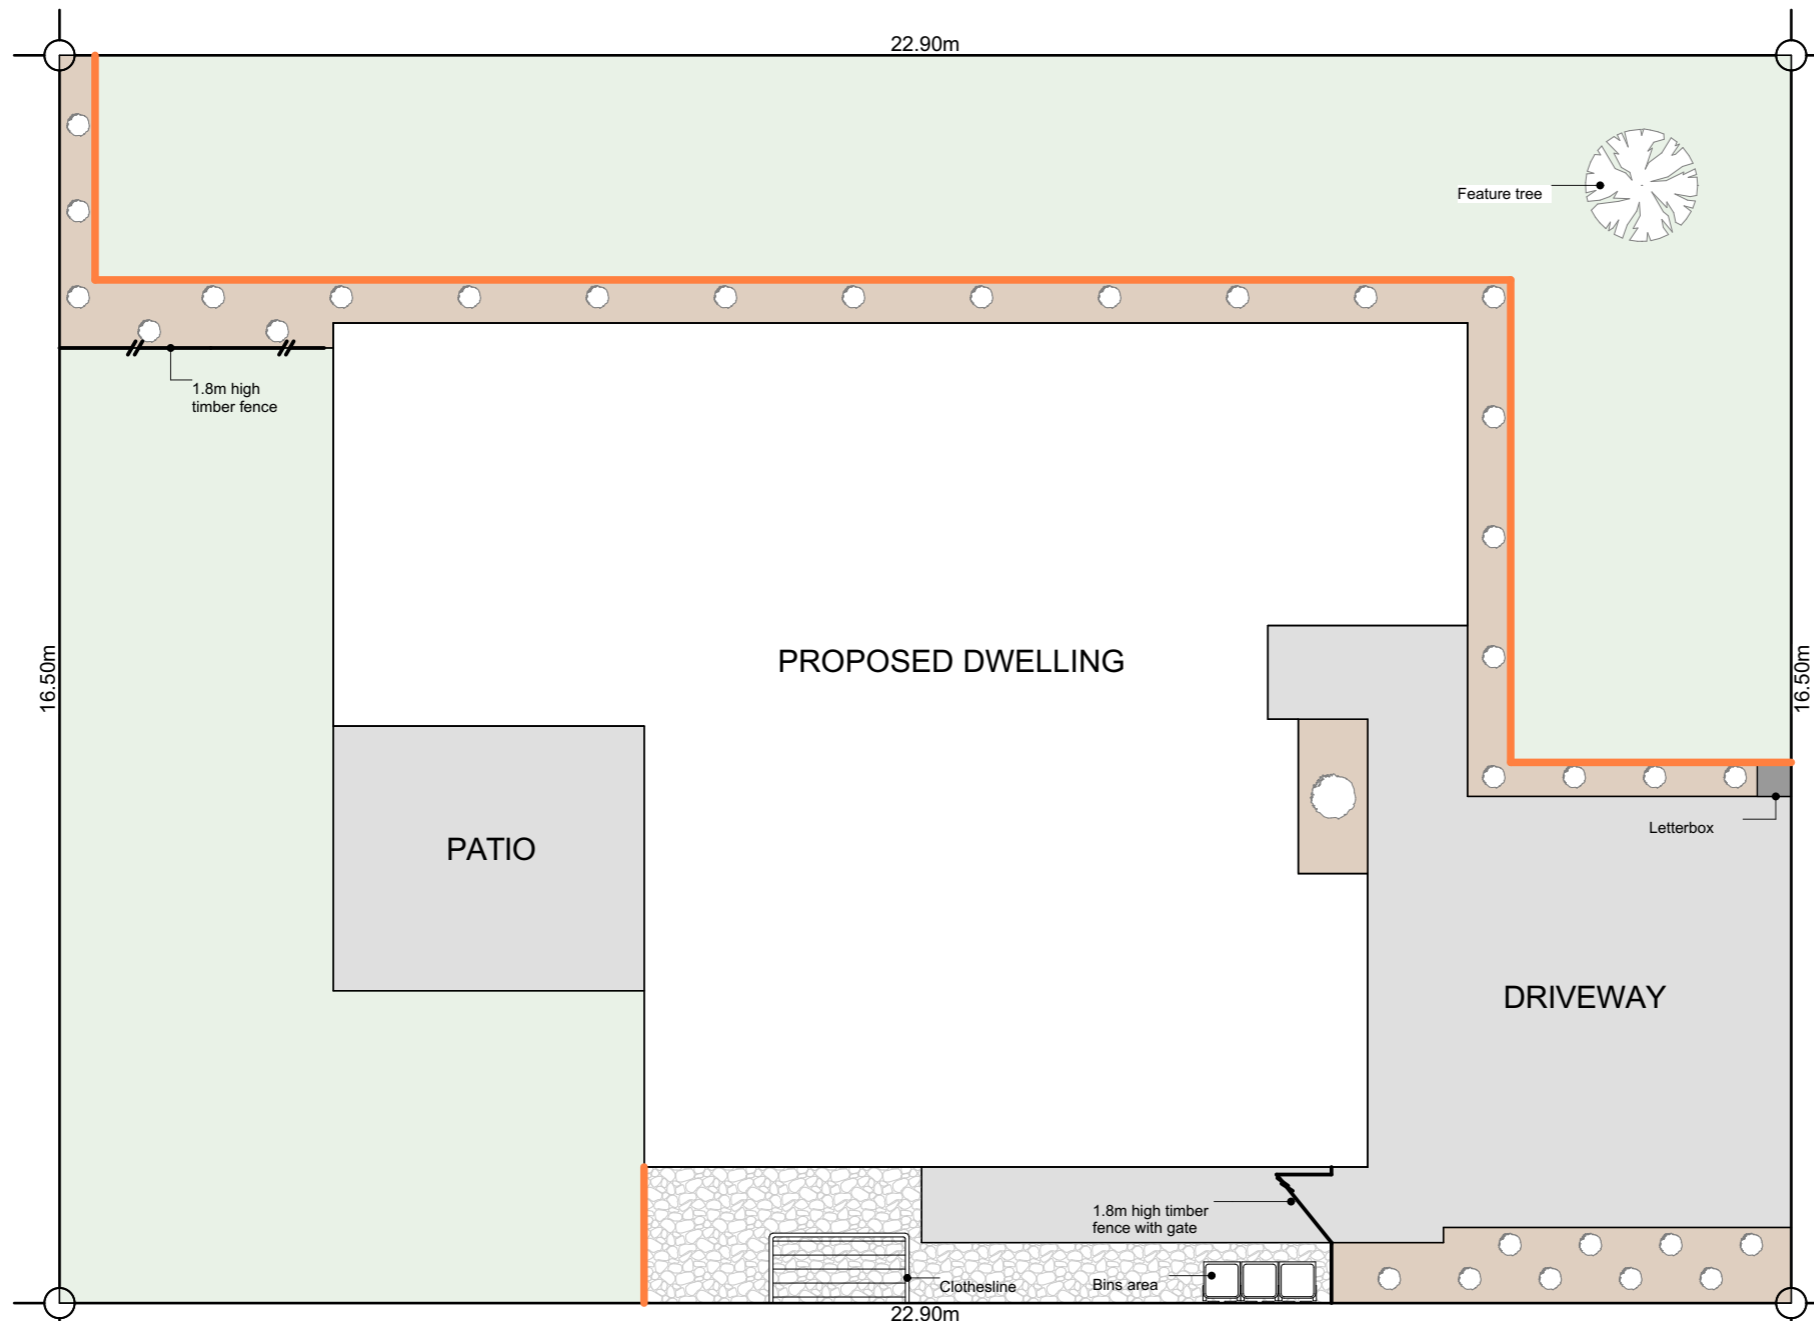 22.90m
Feature tree
1.8m high
timber fence
16.50m
PROPOSED DWELLING
16.50m
PATIO
Letterbox
DRIVEWAY
1.8m high timber
fence with gate
Clothesline
Bins area
22.90m